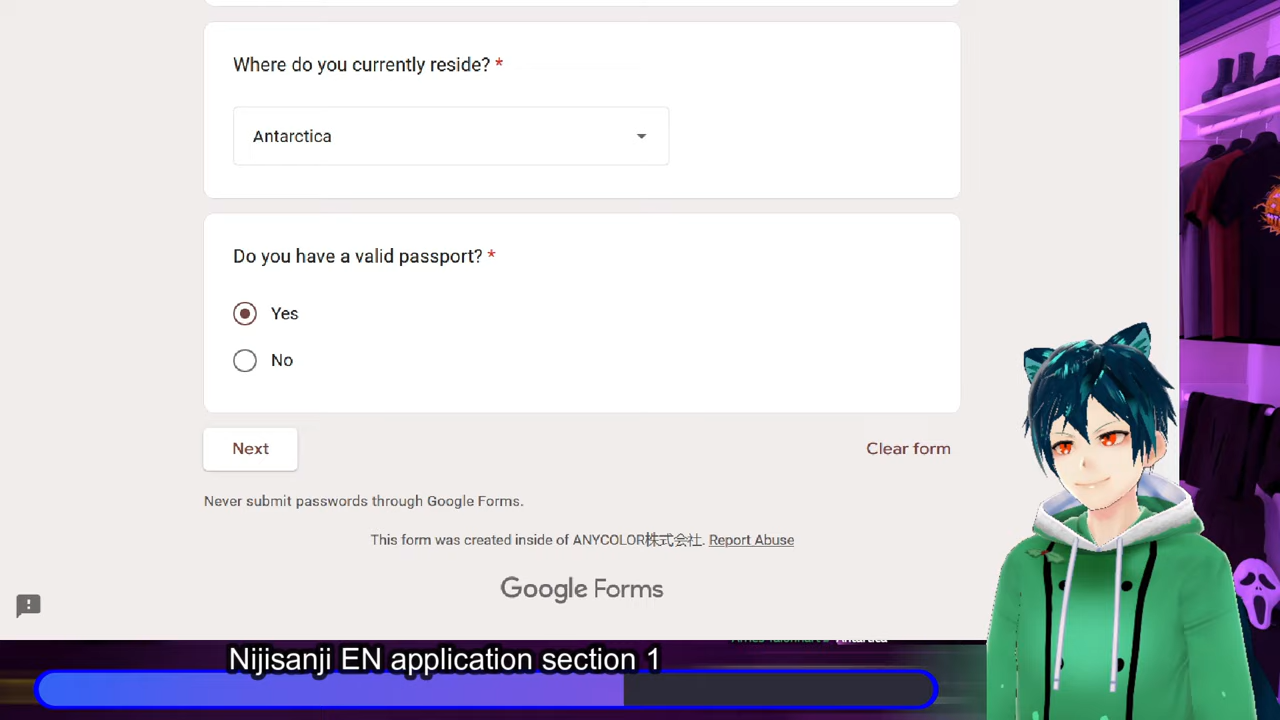 Where do you currently reside? *
Antarctica
Do you have a valid passport? *
Yes
No
Next
Clear form
Never submit passwords through Google Forms.
This form was created inside of ANYCOLOR株式会社. Report Abuse
Google Forms
Nijisanji EN application section 1